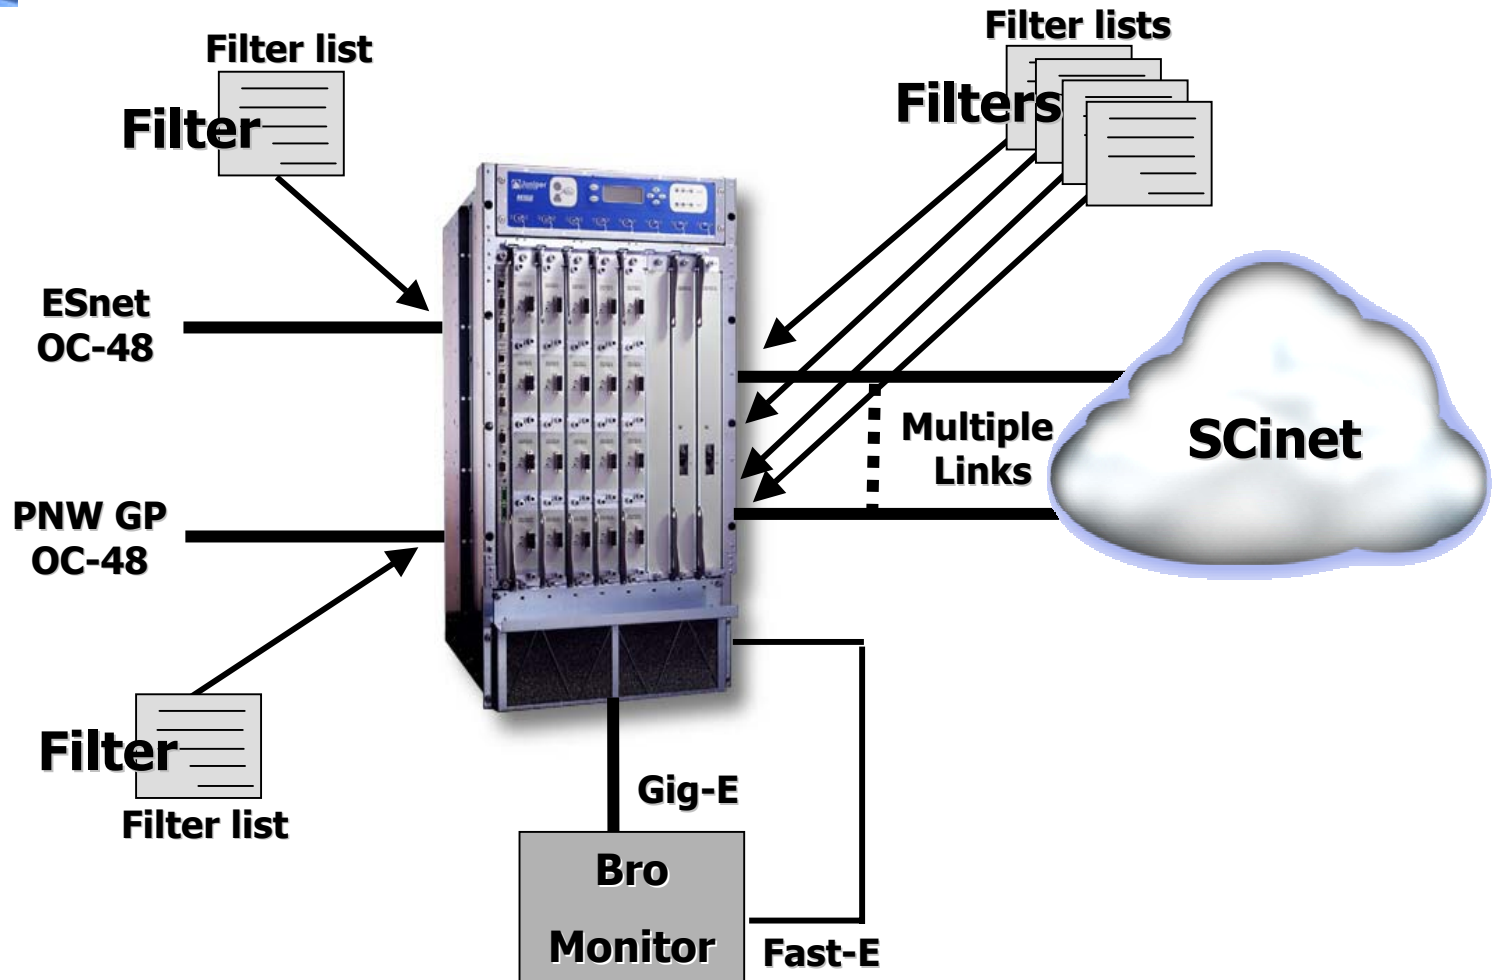 Filter list
Filter
Filter lists
Filters
Juniper
ESnet
OC-48
Multiple
Links
SCinet
PNW GP
OC-48
Filter
Filter list
Gig-E
Bro
Monitor
Fast-E